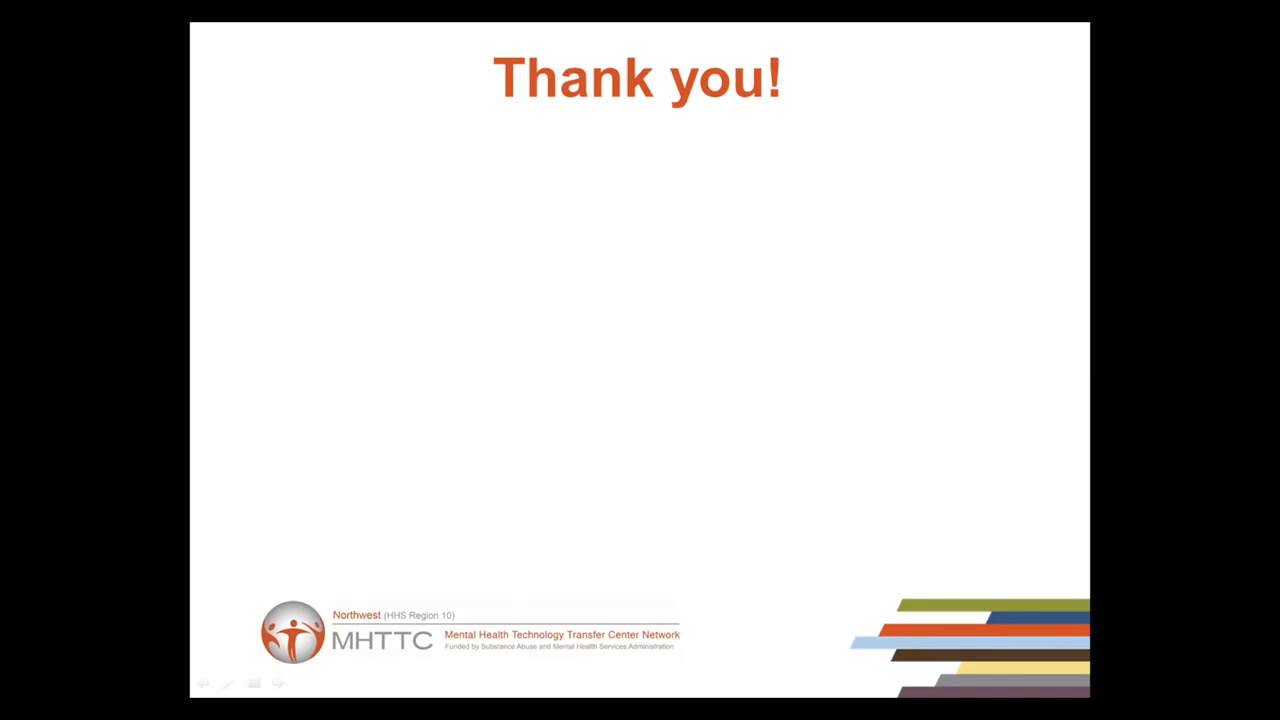 Thank you!
Northwest (HHS Region 10)
MHTTC
Mental Health Technology Transfer Center Network
Funded by Substance Abuse and Mental Health Services Administration